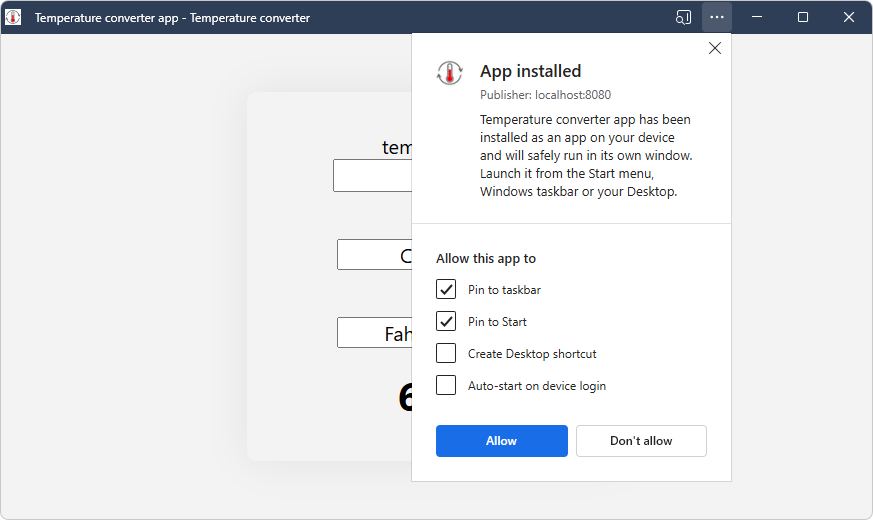 Temperature converter app - Temperature converter
App installed
Publisher: localhost:8080
Temperature converter app has been
installed as an app on your device
and will safely run in its own window.
Launch it from the Start menu,
Windows taskbar or your Desktop.
Allow this app to
Pin to taskbar
Pin to Start
Create Desktop shortcut
Auto-start on device login
Allow
Don't allow
tem
C
Fah
6